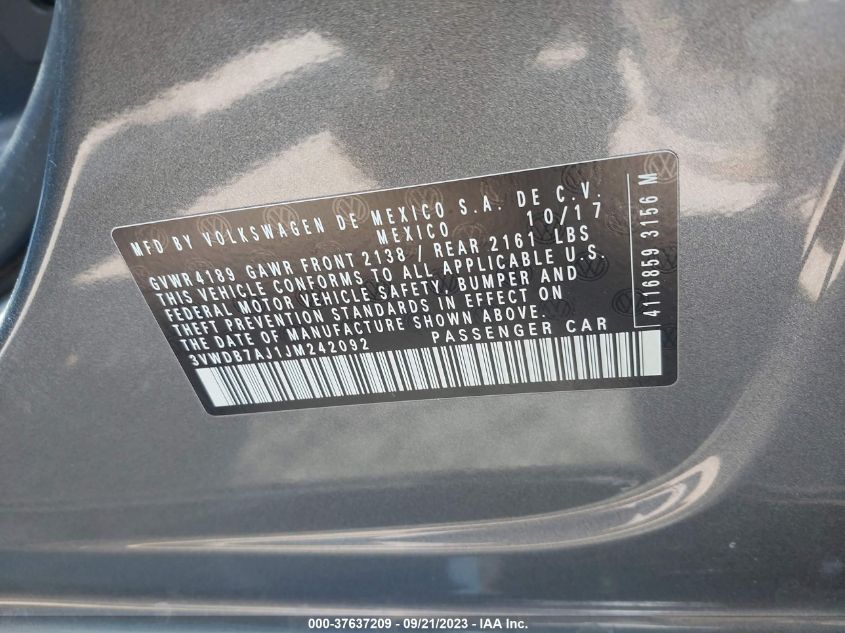 MFD BY VOLKSWAGEN DE MEXICO S.A. DE C.V.
MEXICO 10/17
GVWR4189 GAWR FRONT 2138 / REAR 2161 LBS
THIS VEHICLE CONFORMS TO ALL APPLICABLE U.S.
FEDERAL MOTOR VEHICLE SAFETY, BUMPER AND
THEFT PREVENTION STANDARDS IN EFFECT ON
THE DATE OF MANUFACTURE SHOWN ABOVE.
3VWDB7AJ1JM242092 PASSENGER CAR
4116859 3156 M
000-37637209 - 09/21/2023 - IAA Inc.